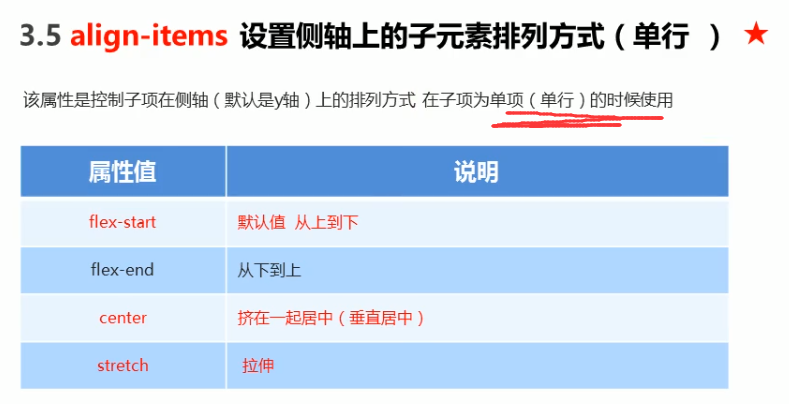 3.5 align-items 设置侧轴上的子元素排列方式（单行 ）
该属性是控制子项在侧轴（默认是y轴）上的排列方式 在子项为单项（单行）的时候使用
属性值 说明
flex-start 默认值 从上到下
flex-end 从下到上
center 挤在一起居中（垂直居中）
stretch 拉伸